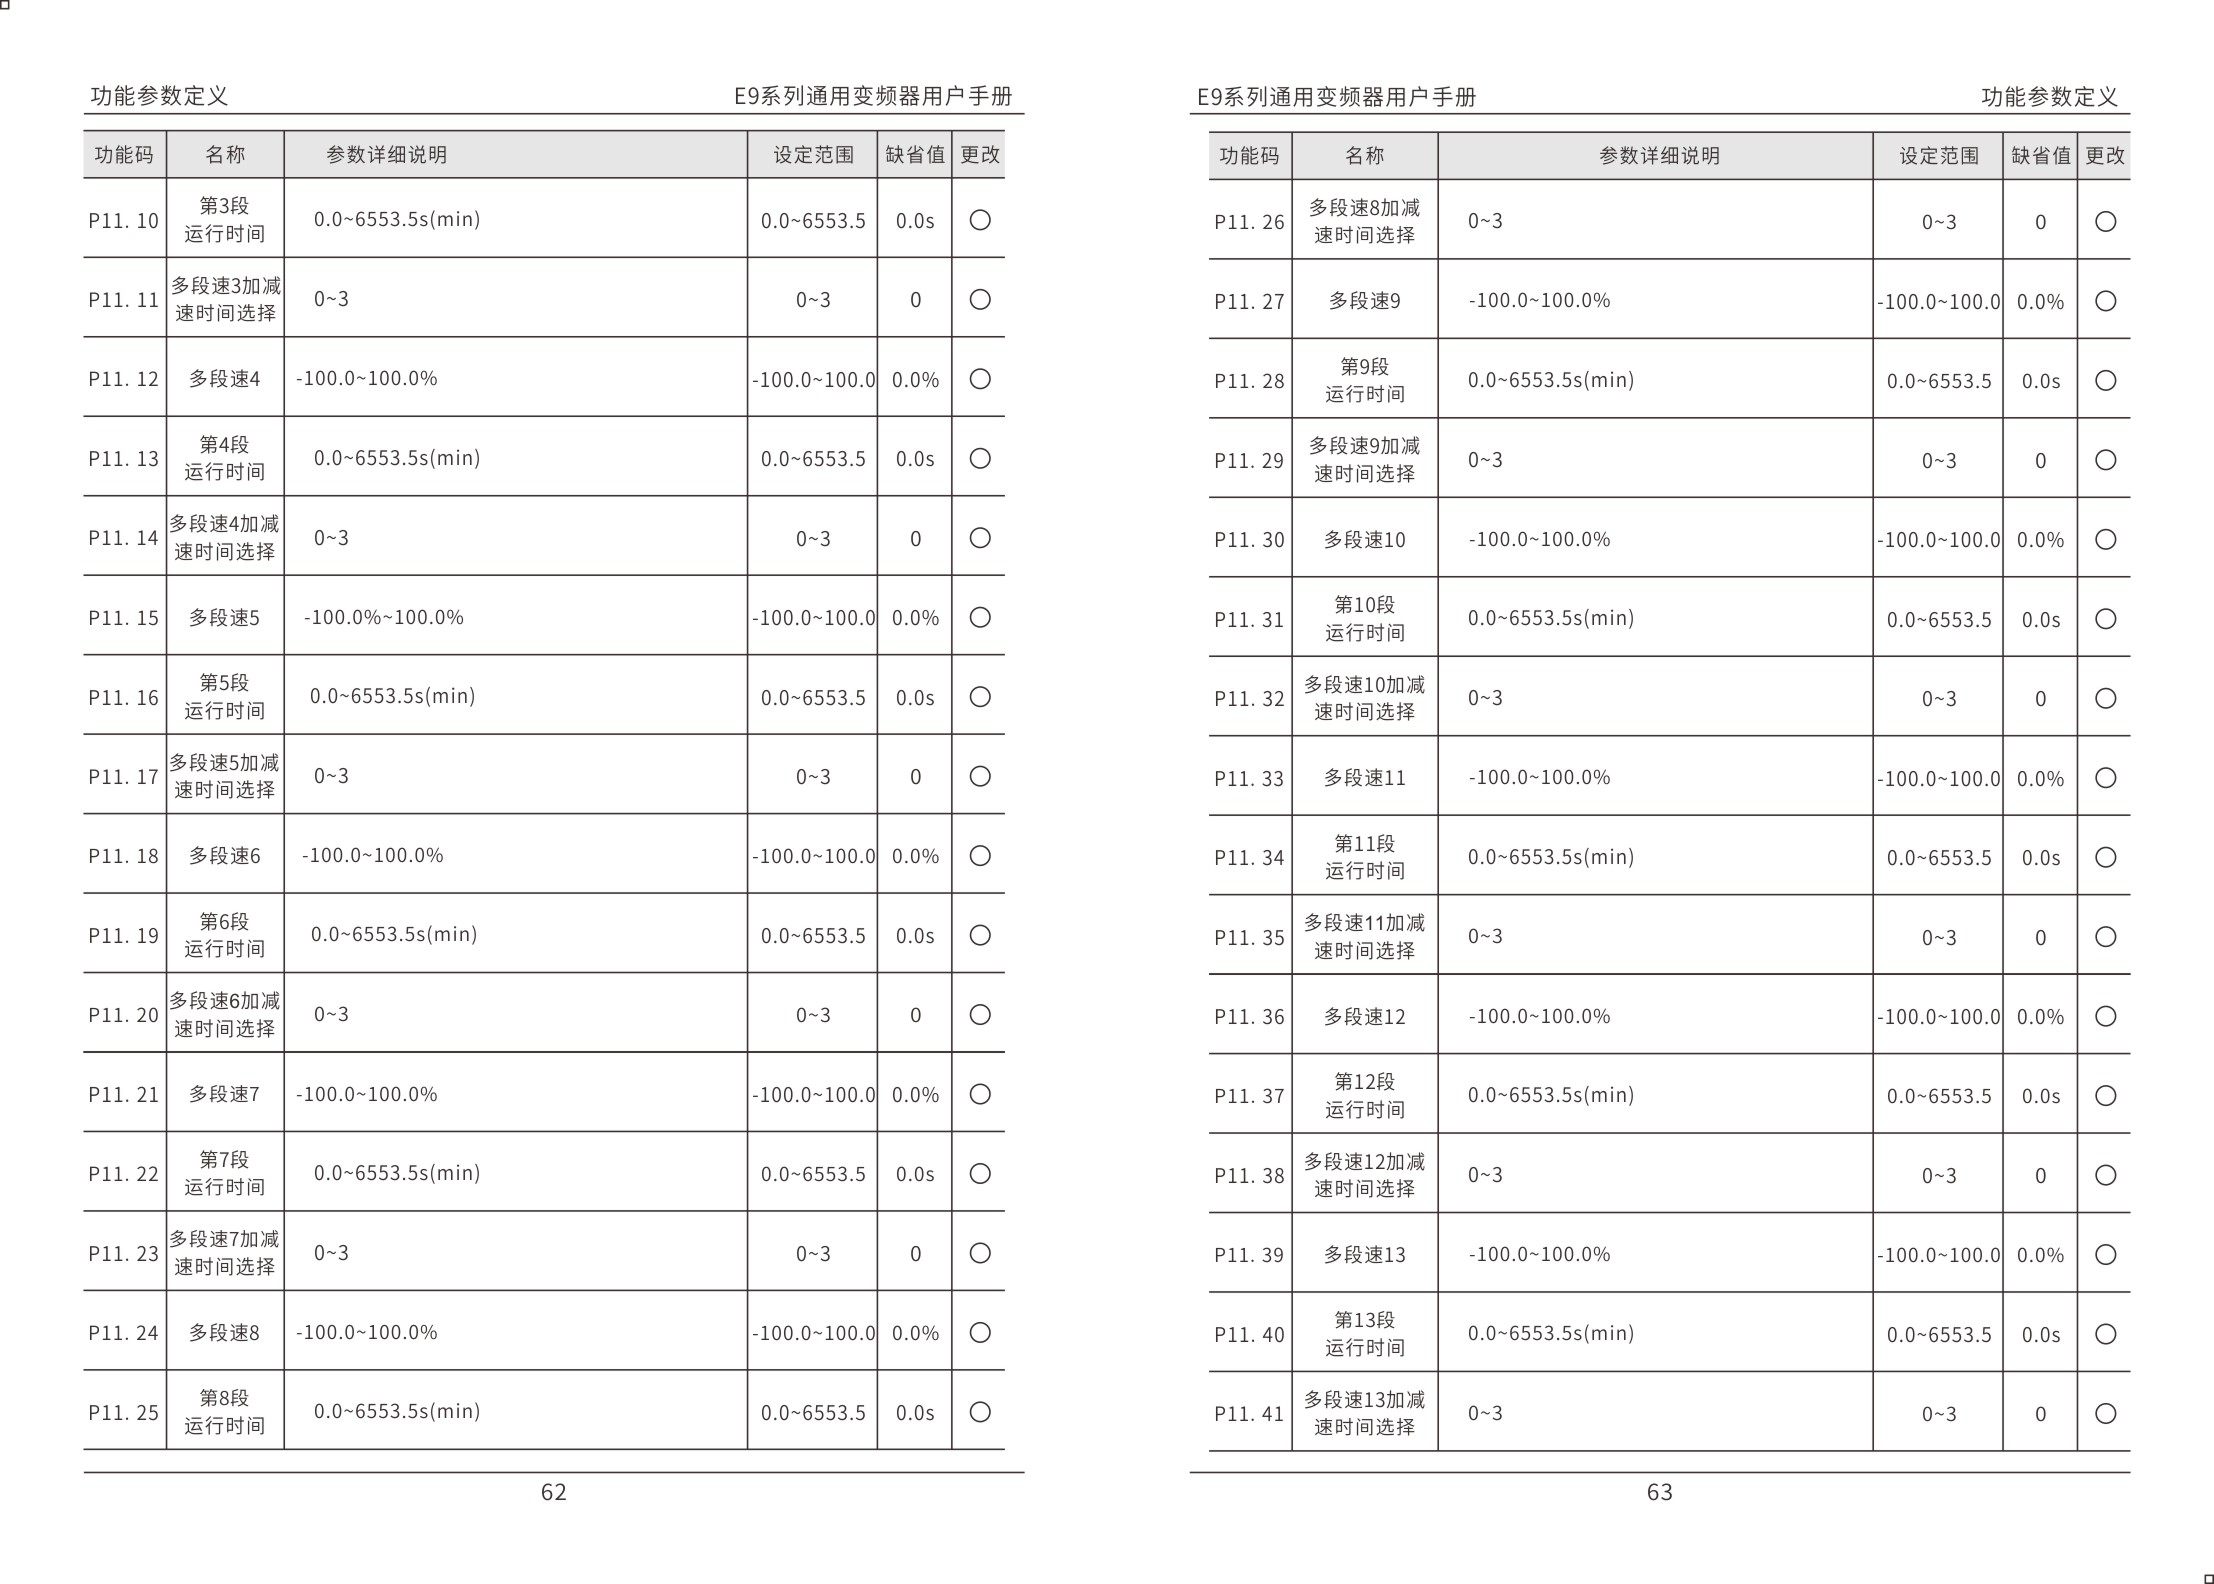 功能参数定义 E9系列通用变频器用户手册
功能码 名称 参数详细说明 设定范围 缺省值 更改
P11. 10 第3段 运行时间 0.0~6553.5s(min) 0.0~6553.5 0.0s ○
P11. 11 多段速3加减 速时间选择 0~3 0~3 0 ○
P11. 12 多段速4 -100.0~100.0% -100.0~100.0 0.0% ○
P11. 13 第4段 运行时间 0.0~6553.5s(min) 0.0~6553.5 0.0s ○
P11. 14 多段速4加减 速时间选择 0~3 0~3 0 ○
P11. 15 多段速5 -100.0%~100.0% -100.0~100.0 0.0% ○
P11. 16 第5段 运行时间 0.0~6553.5s(min) 0.0~6553.5 0.0s ○
P11. 17 多段速5加减 速时间选择 0~3 0~3 0 ○
P11. 18 多段速6 -100.0~100.0% -100.0~100.0 0.0% ○
P11. 19 第6段 运行时间 0.0~6553.5s(min) 0.0~6553.5 0.0s ○
P11. 20 多段速6加减 速时间选择 0~3 0~3 0 ○
P11. 21 多段速7 -100.0~100.0% -100.0~100.0 0.0% ○
P11. 22 第7段 运行时间 0.0~6553.5s(min) 0.0~6553.5 0.0s ○
P11. 23 多段速7加减 速时间选择 0~3 0~3 0 ○
P11. 24 多段速8 -100.0~100.0% -100.0~100.0 0.0% ○
P11. 25 第8段 运行时间 0.0~6553.5s(min) 0.0~6553.5 0.0s ○
62
E9系列通用变频器用户手册 功能参数定义
功能码 名称 参数详细说明 设定范围 缺省值 更改
P11. 26 多段速8加减 速时间选择 0~3 0~3 0 ○
P11. 27 多段速9 -100.0~100.0% -100.0~100.0 0.0% ○
P11. 28 第9段 运行时间 0.0~6553.5s(min) 0.0~6553.5 0.0s ○
P11. 29 多段速9加减 速时间选择 0~3 0~3 0 ○
P11. 30 多段速10 -100.0~100.0% -100.0~100.0 0.0% ○
P11. 31 第10段 运行时间 0.0~6553.5s(min) 0.0~6553.5 0.0s ○
P11. 32 多段速10加减 速时间选择 0~3 0~3 0 ○
P11. 33 多段速11 -100.0~100.0% -100.0~100.0 0.0% ○
P11. 34 第11段 运行时间 0.0~6553.5s(min) 0.0~6553.5 0.0s ○
P11. 35 多段速11加减 速时间选择 0~3 0~3 0 ○
P11. 36 多段速12 -100.0~100.0% -100.0~100.0 0.0% ○
P11. 37 第12段 运行时间 0.0~6553.5s(min) 0.0~6553.5 0.0s ○
P11. 38 多段速12加减 速时间选择 0~3 0~3 0 ○
P11. 39 多段速13 -100.0~100.0% -100.0~100.0 0.0% ○
P11. 40 第13段 运行时间 0.0~6553.5s(min) 0.0~6553.5 0.0s ○
P11. 41 多段速13加减 速时间选择 0~3 0~3 0 ○
63